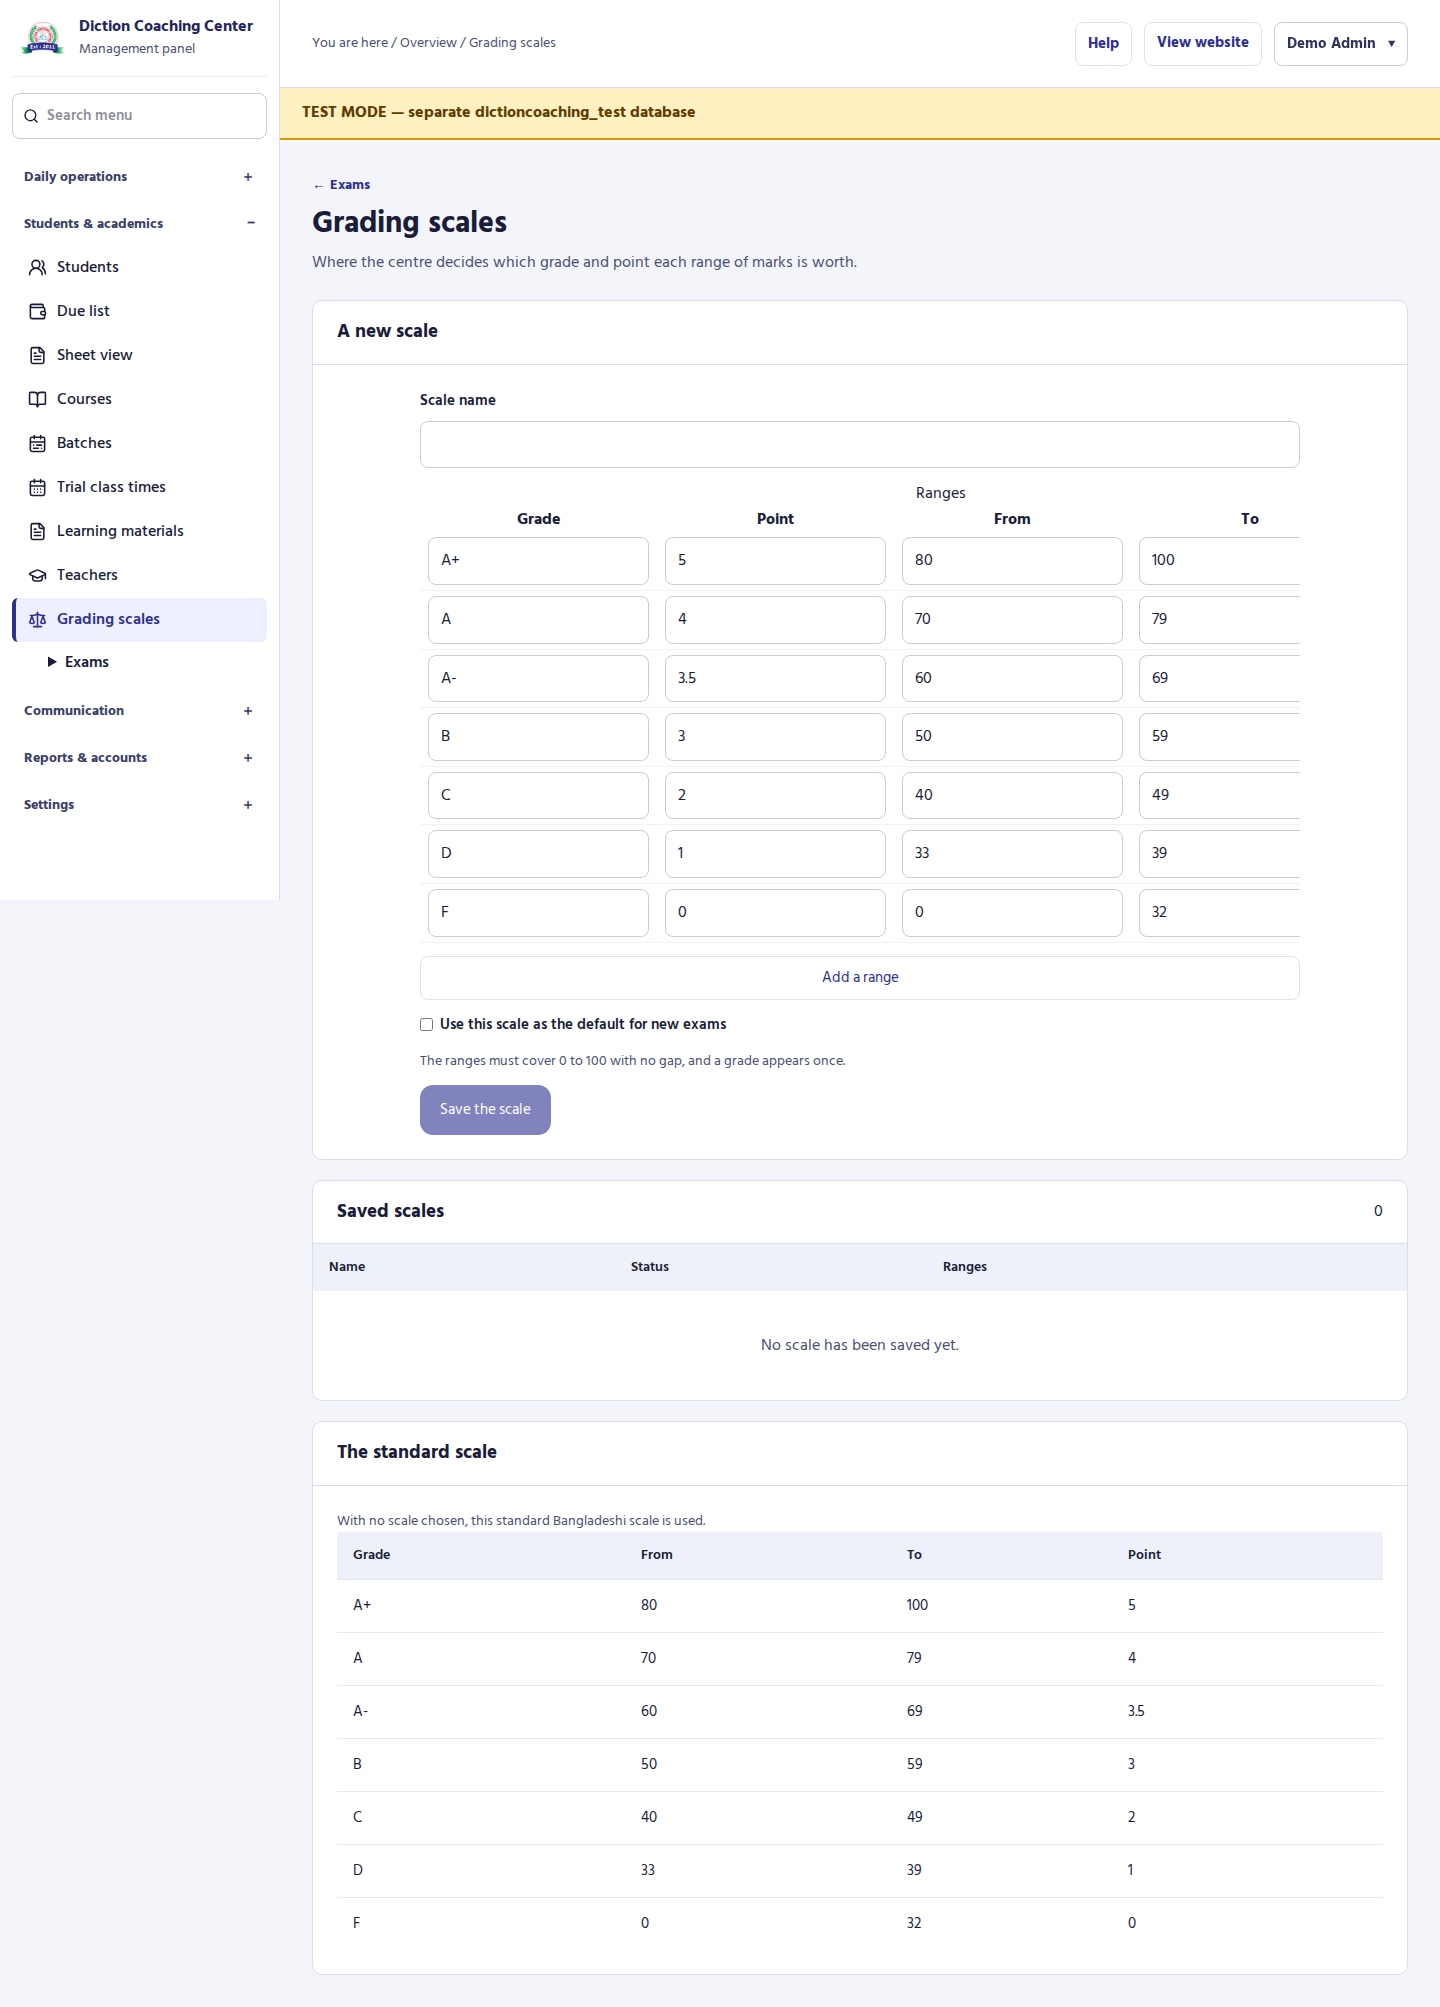 Diction Coaching Center
Management panel
Est : 2011
Search menu
Daily operations +
Students & academics −
Students
Due list
Sheet view
Courses
Batches
Trial class times
Learning materials
Teachers
Grading scales
▶ Exams
Communication +
Reports & accounts +
Settings +
You are here / Overview / Grading scales
Help
View website
Demo Admin ▼
TEST MODE — separate dictioncoaching_test database
← Exams
Grading scales
Where the centre decides which grade and point each range of marks is worth.
A new scale
Scale name
Ranges
Grade Point From To
A+ 5 80 100
A 4 70 79
A- 3.5 60 69
B 3 50 59
C 2 40 49
D 1 33 39
F 0 0 32
Add a range
Use this scale as the default for new exams
The ranges must cover 0 to 100 with no gap, and a grade appears once.
Save the scale
Saved scales 0
Name Status Ranges
No scale has been saved yet.
The standard scale
With no scale chosen, this standard Bangladeshi scale is used.
Grade From To Point
A+ 80 100 5
A 70 79 4
A- 60 69 3.5
B 50 59 3
C 40 49 2
D 33 39 1
F 0 32 0